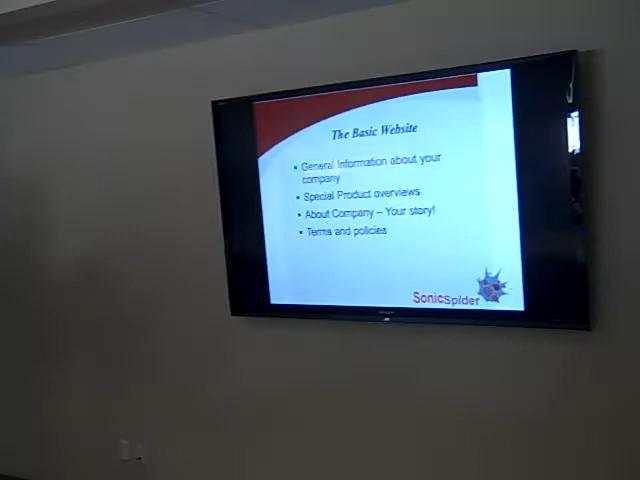 The Basic Website
• General Information about your
company
• Special Product overviews
• About Company – Your story!
• Terms and policies
SonicSpider